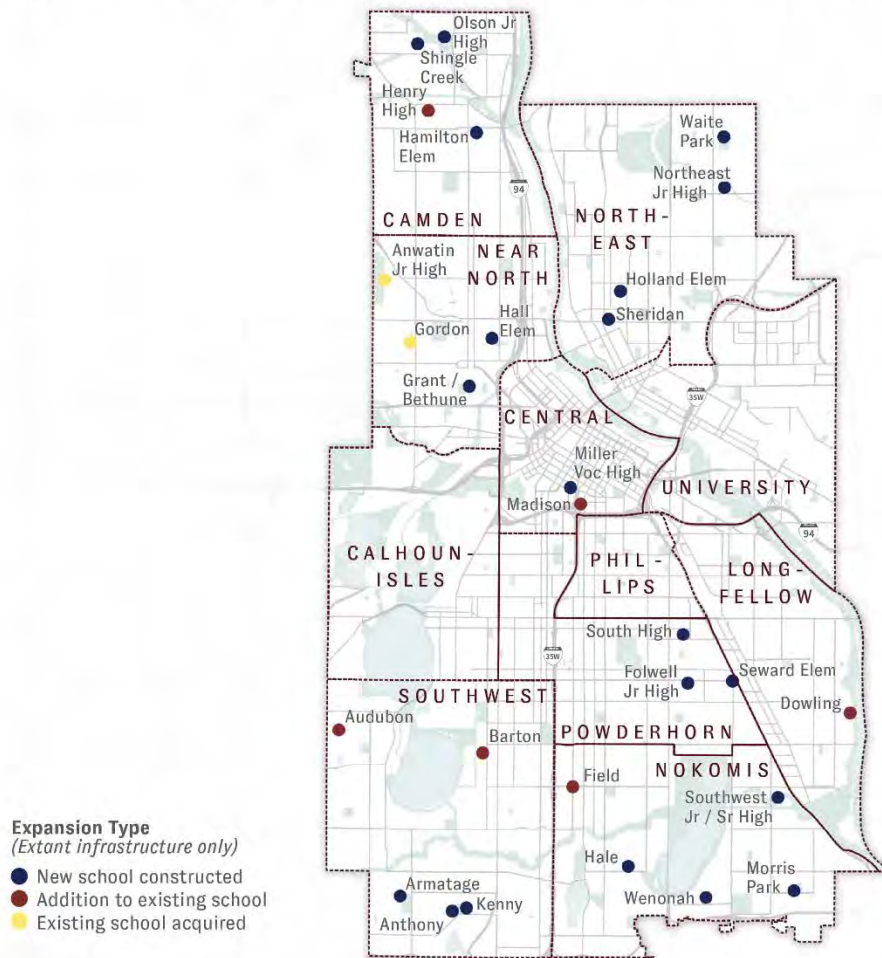 Olson Jr
High
Shingle
Creek
Henry
High
Hamilton
Elem
Waite
Park
Northeast
Jr High
94
CAMDEN
NORTH-
EAST
Anwatin
Jr High
NEAR
NORTH
Holland Elem
Gordon
Hall
Elem
Sheridan
Grant /
Bethune
35W
CENTRAL
Miller
Voc High
UNIVERSITY
Madison
94
CALHOUN-
ISLES
PHIL-
LIPS
LONG-
FELLOW
South High
35W
Folwell
Jr High
Seward Elem
SOUTHWEST
Dowling
Audubon
Barton
POWDERHORN
NOKOMIS
Field
Southwest
Jr / Sr High
Expansion Type
(Extant infrastructure only)
New school constructed
Addition to existing school
Existing school acquired
Hale
Morris
Park
Armatage
Kenny
Wenonah
Anthony